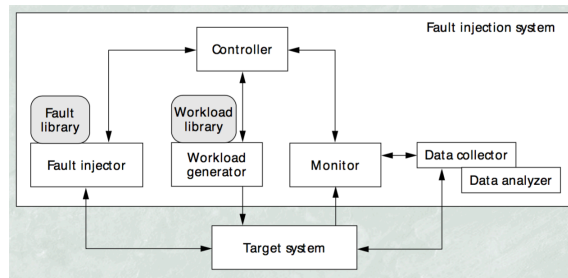 Fault injection system
Controller
Fault
library
Workload
library
Fault injector
Workload
generator
Monitor
Data collector
Data analyzer
Target system